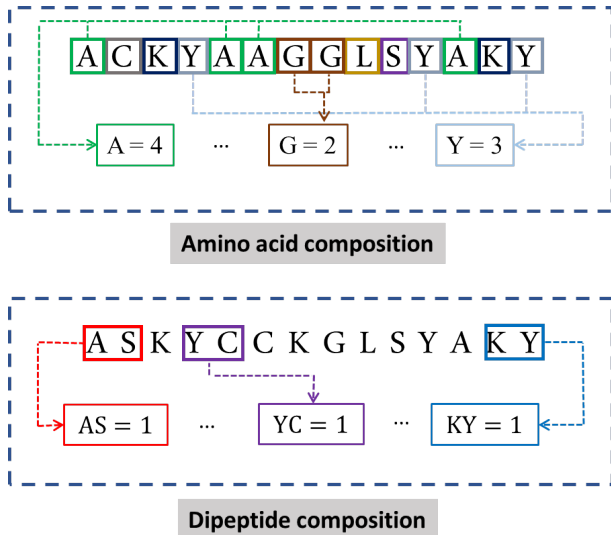 A C K Y A A G G L S Y A K Y
A = 4 ... G = 2 ... Y = 3
Amino acid composition
A S K Y C C K G L S Y A K Y
AS = 1 ... YC = 1 ... KY = 1
Dipeptide composition